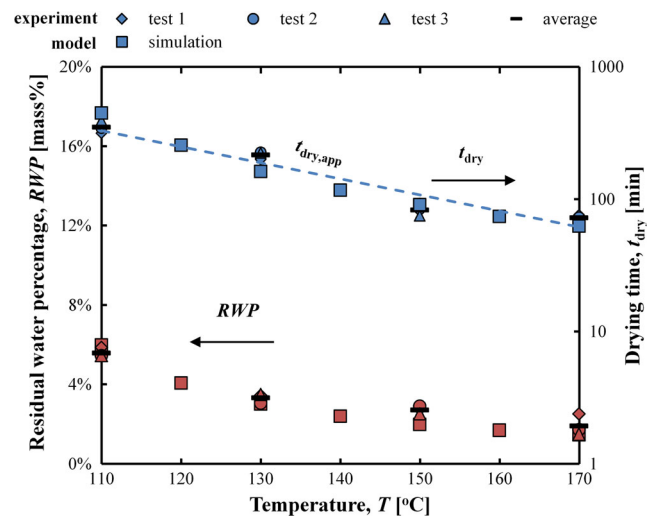 experiment test 1 test 2 test 3 average
model simulation
20% 1000
16%
t_dry,app t_dry
100
12%
8%
RWP
10
4%
0% 1
110 120 130 140 150 160 170
Temperature, T [°C]
Residual water percentage, RWP [mass%]
Drying time, t_dry [min]